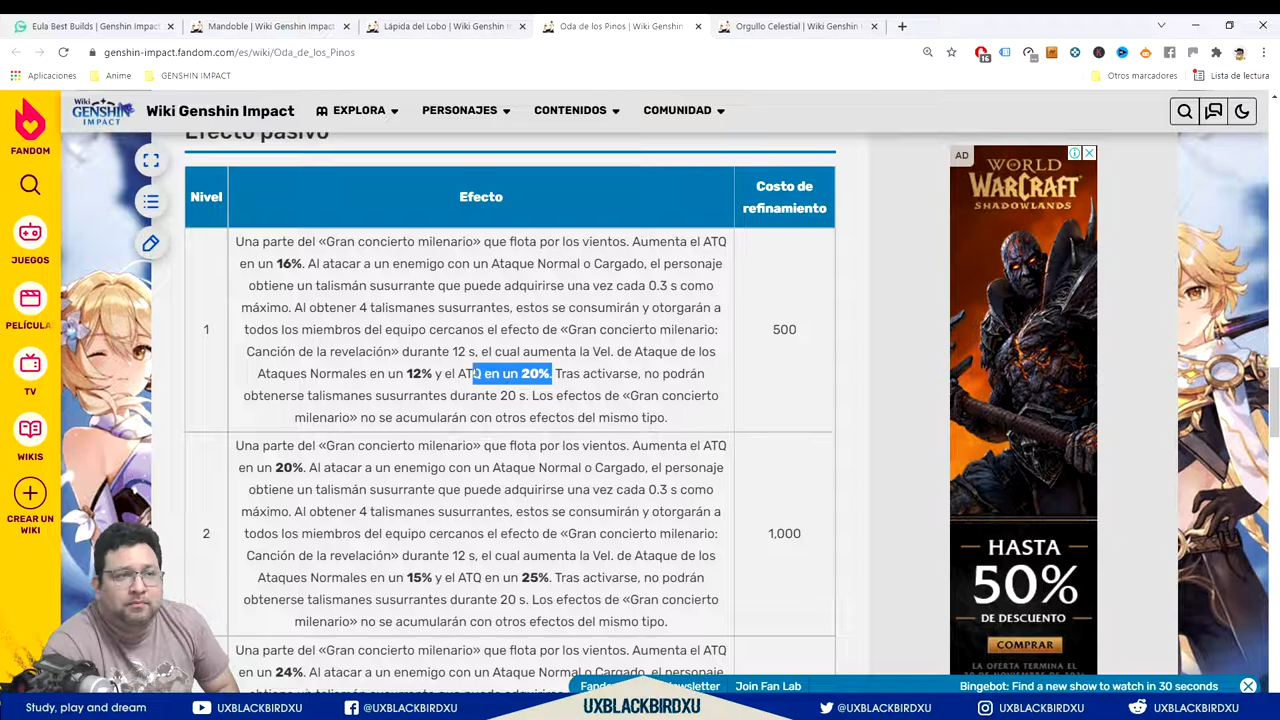 Eula Best Builds | Genshin Impact
Mandoble | Wiki Genshin Impact
Lápida del Lobo | Wiki Genshin I
Oda de los Pinos | Wiki Genshin
Orgullo Celestial | Wiki Genshin I
genshin-impact.fandom.com/es/wiki/Oda_de_los_Pinos
16
Aplicaciones
Anime
GENSHIN IMPACT
Otros marcadores
Lista de lectura
FANDOM
JUEGOS
PELÍCULA
TV
WIKIS
CREAR UN
WIKI
Wiki
GENSHIN
IMPACT
Wiki Genshin Impact
EXPLORA
PERSONAJES
CONTENIDOS
COMUNIDAD
Efecto pasivo
Nivel
Efecto
Costo de
refinamiento
1
Una parte del «Gran concierto milenario» que flota por los vientos. Aumenta el ATQ
en un 16%. Al atacar a un enemigo con un Ataque Normal o Cargado, el personaje
obtiene un talismán susurrante que puede adquirirse una vez cada 0.3 s como
máximo. Al obtener 4 talismanes susurrantes, estos se consumirán y otorgarán a
todos los miembros del equipo cercanos el efecto de «Gran concierto milenario:
Canción de la revelación» durante 12 s, el cual aumenta la Vel. de Ataque de los
Ataques Normales en un 12% y el ATQ en un 20%. Tras activarse, no podrán
obtenerse talismanes susurrantes durante 20 s. Los efectos de «Gran concierto
milenario» no se acumularán con otros efectos del mismo tipo.
500
2
Una parte del «Gran concierto milenario» que flota por los vientos. Aumenta el ATQ
en un 20%. Al atacar a un enemigo con un Ataque Normal o Cargado, el personaje
obtiene un talismán susurrante que puede adquirirse una vez cada 0.3 s como
máximo. Al obtener 4 talismanes susurrantes, estos se consumirán y otorgarán a
todos los miembros del equipo cercanos el efecto de «Gran concierto milenario:
Canción de la revelación» durante 12 s, el cual aumenta la Vel. de Ataque de los
Ataques Normales en un 15% y el ATQ en un 25%. Tras activarse, no podrán
obtenerse talismanes susurrantes durante 20 s. Los efectos de «Gran concierto
milenario» no se acumularán con otros efectos del mismo tipo.
1,000
Una parte del «Gran concierto milenario» que flota por los vientos. Aumenta el ATQ
en un 24%. Al atacar a un enemigo con un Ataque Normal o Cargado, el personaje
AD
WORLD
WARCRAFT
SHADOWLANDS
HASTA
50%
DE DESCUENTO
COMPRAR
LA OFERTA TERMINA EL
Join Fan Lab
Bingebot: Find a new show to watch in 30 seconds
Study, play and dream
@UXBLACKBIRDXU
@UXBLACKBIRDXU
UXBLACKBIRDXU
@UXBLACKBIRDXU
@UXBLACKBIRDXU
@UXBLACKBIRDXU